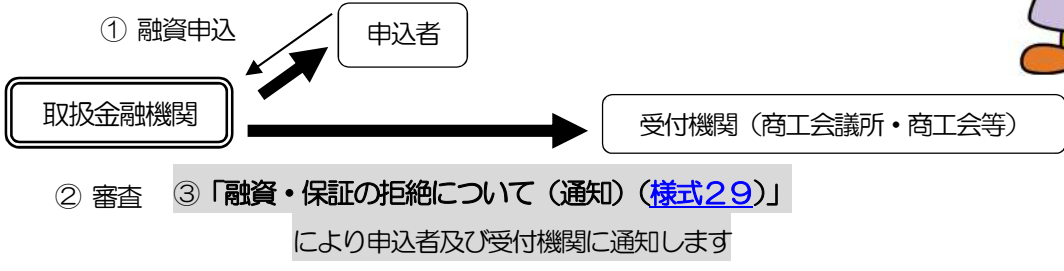 ① 融資申込
申込者
取扱金融機関
受付機関（商工会議所・商工会等）
② 審査
③「融資・保証の拒絶について（通知）（様式２９）」
により申込者及び受付機関に通知します